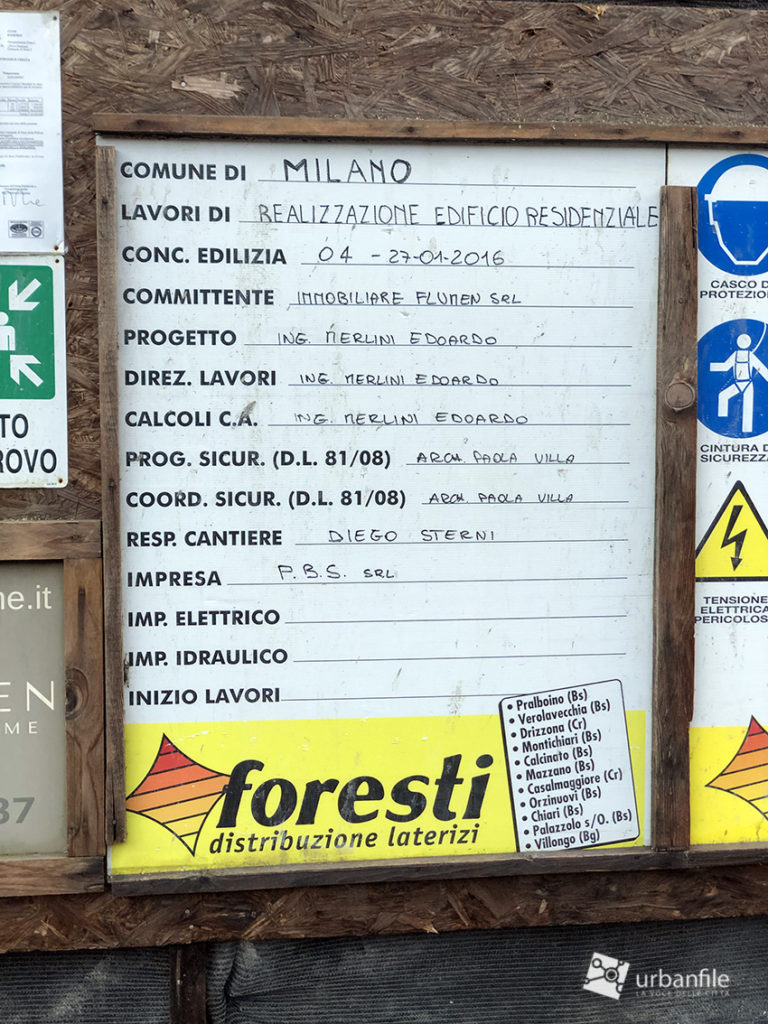 COMUNE DI MILANO
LAVORI DI REALIZZAZIONE EDIFICIO RESIDENZIALE
CONC. EDILIZIA 04 - 27-01-2016
COMMITTENTE IMMOBILIARE FLUMEN SRL
PROGETTO ING. MERLINI EDOARDO
DIREZ. LAVORI ING. MERLINI EDOARDO
CALCOLI C.A. ING. MERLINI EDOARDO
PROG. SICUR. (D.L. 81/08) ARCH. PAOLA VILLA
COORD. SICUR. (D.L. 81/08) ARCH. PAOLA VILLA
RESP. CANTIERE DIEGO STERNI
IMPRESA P.B.S. SRL
IMP. ELETTRICO
IMP. IDRAULICO
INIZIO LAVORI
foresti
distribuzione laterizi
• Pralboino (Bs)
• Verolavecchia (Bs)
• Drizzona (Cr)
• Montichiari (Bs)
• Calcinato (Bs)
• Mazzano (Bs)
• Casalmaggiore (Cr)
• Orzinuovi (Bs)
• Chiari (Bs)
• Palazzolo s/O. (Bs)
• Villongo (Bg)
TO
ROVO
ne.it
EN
ME
37
CASCO D
PROTEZIO
CINTURA D
SICUREZZA
TENSIONE
ELETTRICA
PERICOLOS
urbanfile
LA VOCE DELLE CITTÀ